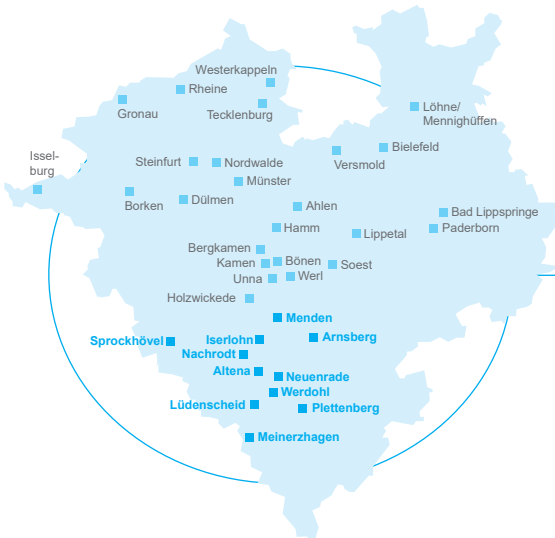 Westerkappeln
Rheine
Gronau
Tecklenburg
Löhne/
Mennighüffen
Bielefeld
Versmold
Steinfurt
Nordwalde
Issel-
burg
Münster
Borken
Dülmen
Ahlen
Bad Lippspringe
Paderborn
Hamm
Lippetal
Bergkamen
Kamen
Bönen
Soest
Unna
Werl
Holzwickede
Menden
Sprockhövel
Iserlohn
Arnsberg
Nachrodt
Altena
Neuenrade
Werdohl
Lüdenscheid
Plettenberg
Meinerzhagen